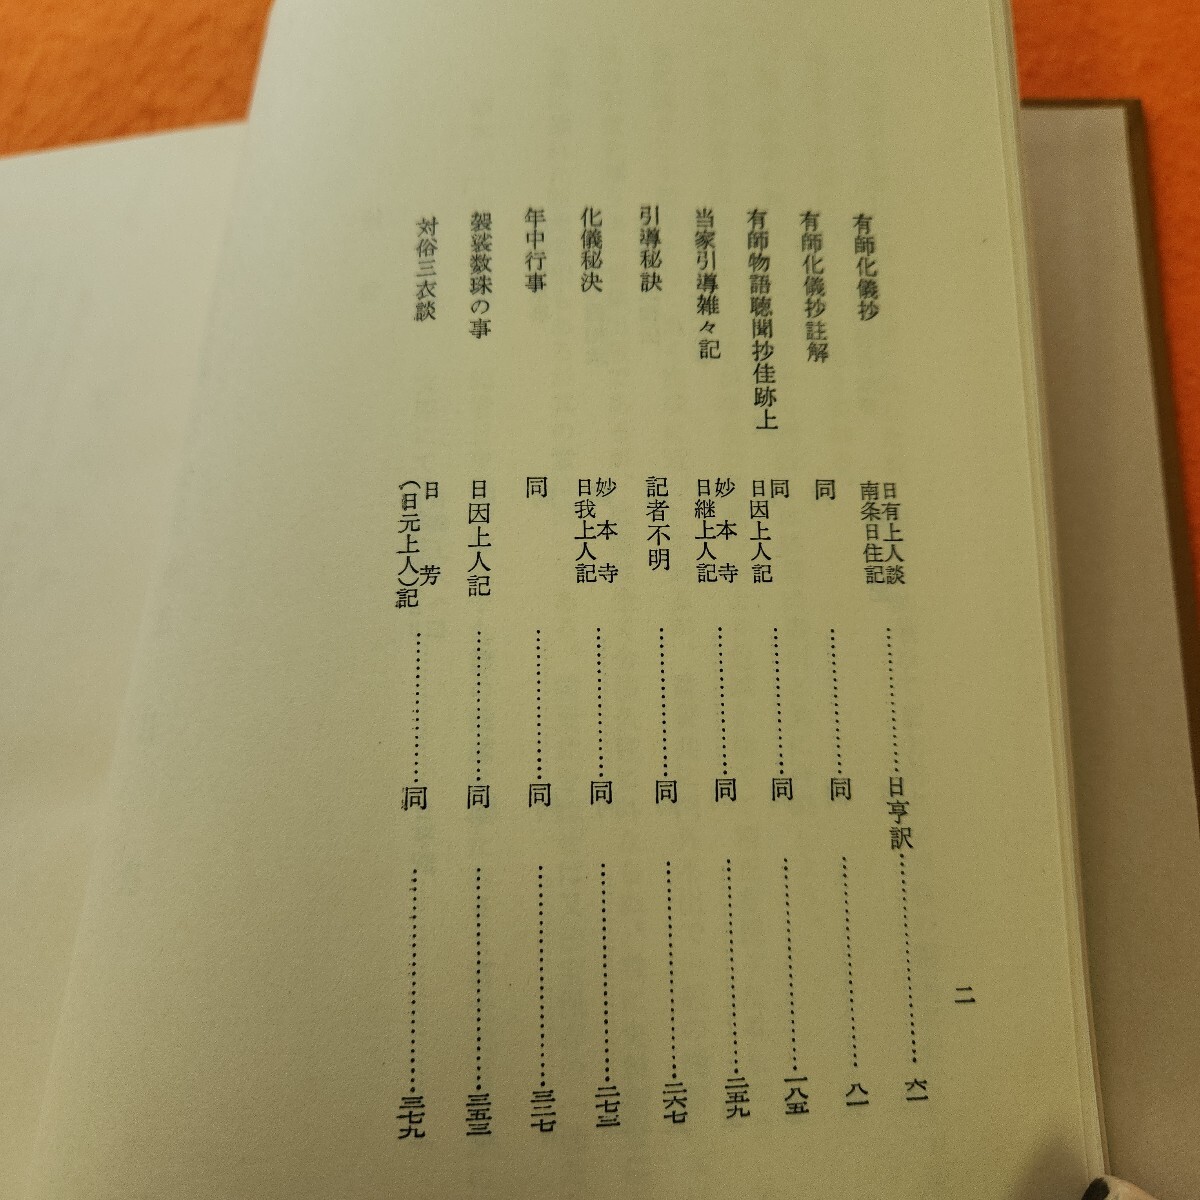 二
有師化儀抄 日有上人談 南条日住記 日亨訳 六一
有師化儀抄註解 同 同 八一
有師物語聴聞抄佳跡上 同 日因上人記 同 一八五
当家引導雑々記 妙本寺 日継上人記 同 二五九
引導秘訣 記者不明 同 二六七
化儀秘決 妙本寺 日我上人記 同 二七三
年中行事 同 同 三二七
袈裟数珠の事 日因上人記 同 三五三
対俗三衣談 日芳 (日元上人)記 同 三七九